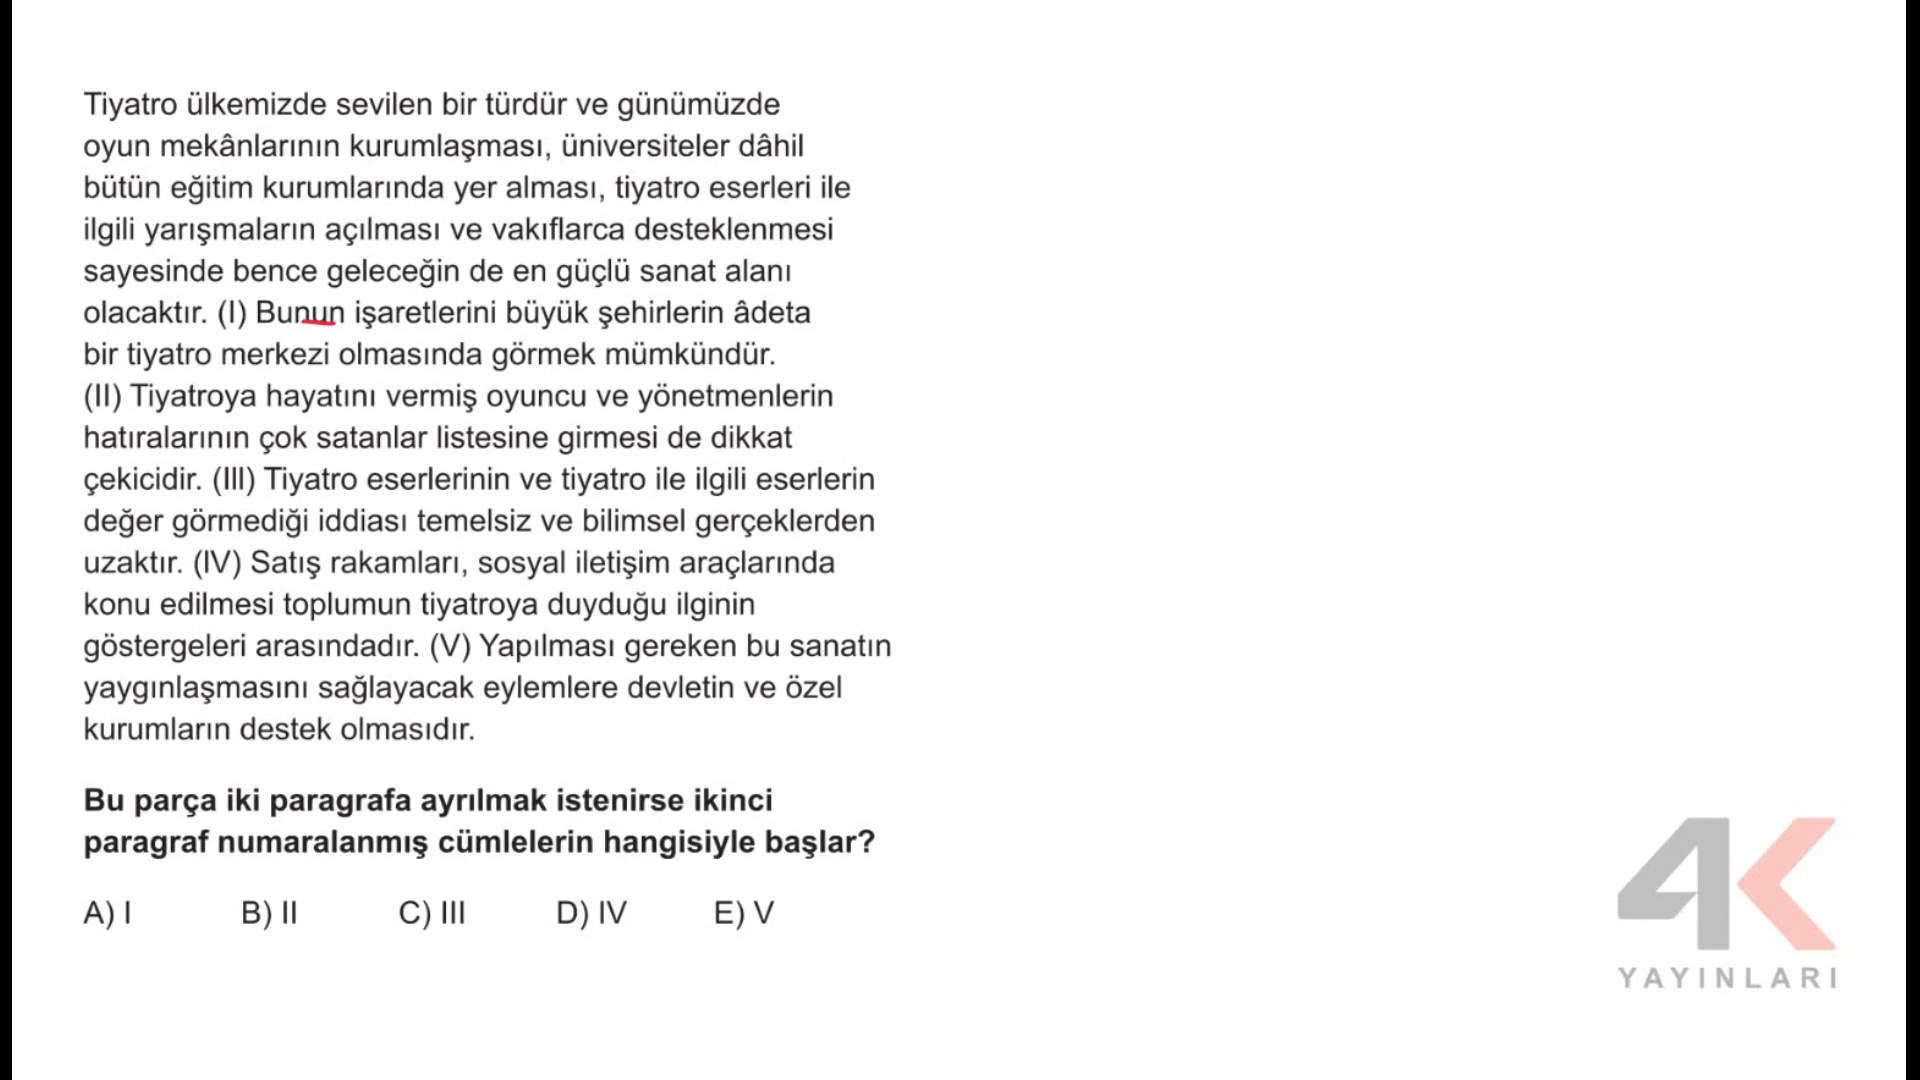 Tiyatro ülkemizde sevilen bir türdür ve günümüzde
oyun mekânlarının kurumlaşması, üniversiteler dâhil
bütün eğitim kurumlarında yer alması, tiyatro eserleri ile
ilgili yarışmaların açılması ve vakıflarca desteklenmesi
sayesinde bence geleceğin de en güçlü sanat alanı
olacaktır. (I) Bunun işaretlerini büyük şehirlerin âdeta
bir tiyatro merkezi olmasında görmek mümkündür.
(II) Tiyatroya hayatını vermiş oyuncu ve yönetmenlerin
hatıralarının çok satanlar listesine girmesi de dikkat
çekicidir. (III) Tiyatro eserlerinin ve tiyatro ile ilgili eserlerin
değer görmediği iddiası temelsiz ve bilimsel gerçeklerden
uzaktır. (IV) Satış rakamları, sosyal iletişim araçlarında
konu edilmesi toplumun tiyatroya duyduğu ilginin
göstergeleri arasındadır. (V) Yapılması gereken bu sanatın
yaygınlaşmasını sağlayacak eylemlere devletin ve özel
kurumların destek olmasıdır.
Bu parça iki paragrafa ayrılmak istenirse ikinci
paragraf numaralanmış cümlelerin hangisiyle başlar?
A) I B) II C) III D) IV E) V
4K
YAYINLARI